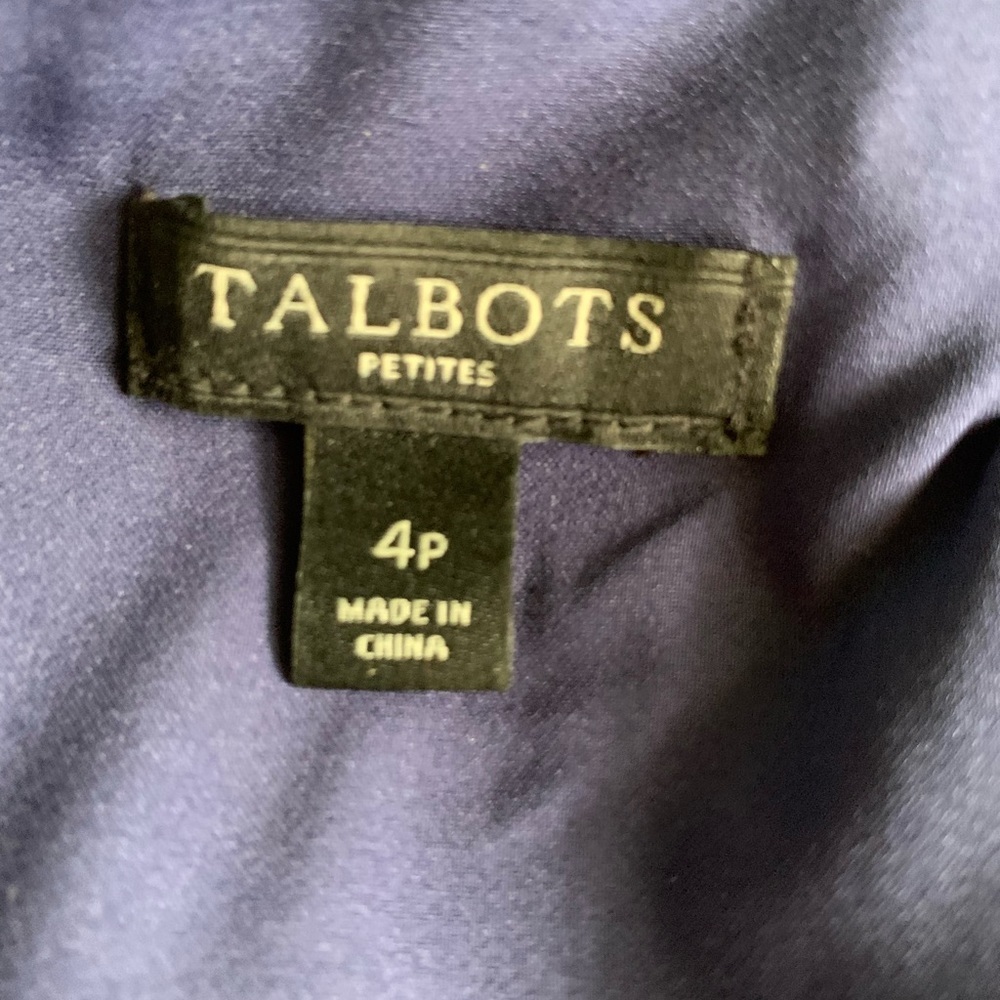 TALBOTS
PETITES
4P
MADE IN
CHINA